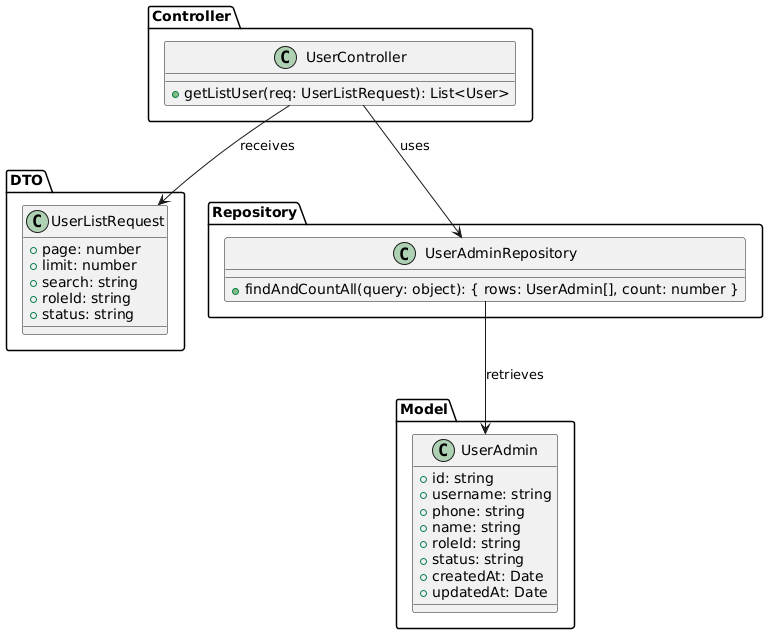 Controller
C UserController
getListUser(req: UserListRequest): List<User>
receives
uses
DTO
C UserListRequest
page: number
limit: number
search: string
roleId: string
status: string
Repository
C UserAdminRepository
findAndCountAll(query: object): { rows: UserAdmin[], count: number }
retrieves
Model
C UserAdmin
id: string
username: string
phone: string
name: string
roleId: string
status: string
createdAt: Date
updatedAt: Date